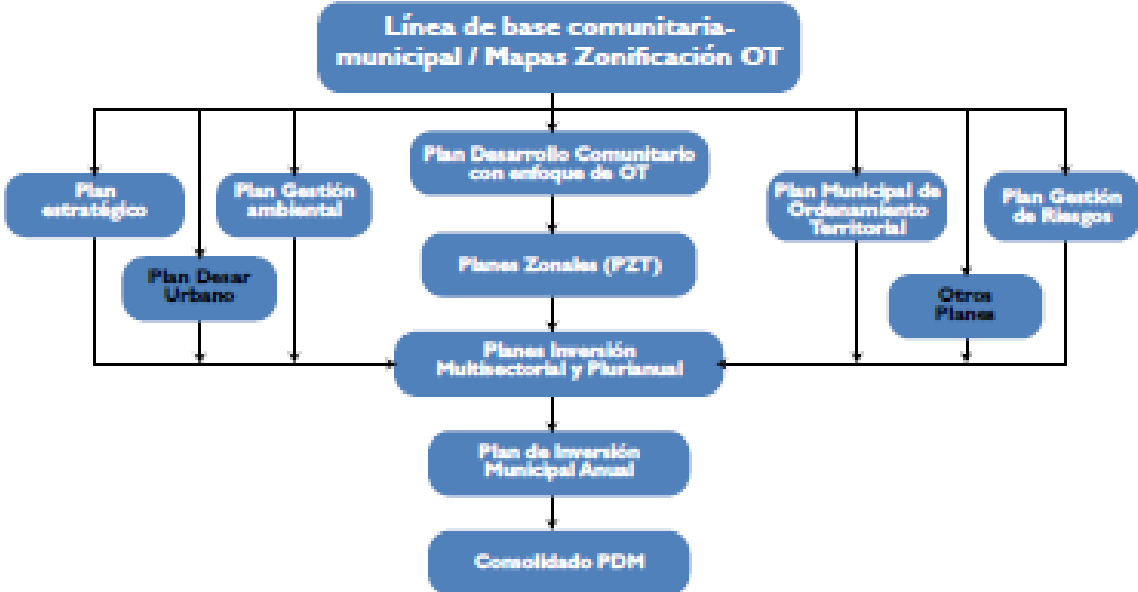 Línea de base comunitaria-
municipal / Mapas Zonificación OT
Plan Desarrollo Comunitario
con enfoque de OT
Plan
estratégico
Plan Gestión
ambiental
Plan Municipal de
Ordenamiento
Territorial
Plan Gestión
de Riesgos
Planes Zonales (PZT)
Plan Desar
Urbano
Otros
Planes
Planes Inversión
Multisectorial y Plurianual
Plan de Inversión
Municipal Anual
Consolidado PDM